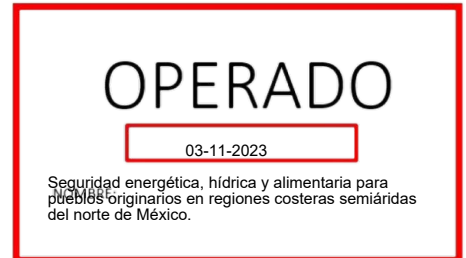 OPERADO
03-11-2023
Seguridad energética, hídrica y alimentaria para
NOMBRE:
pueblos originarios en regiones costeras semiáridas
del norte de México.